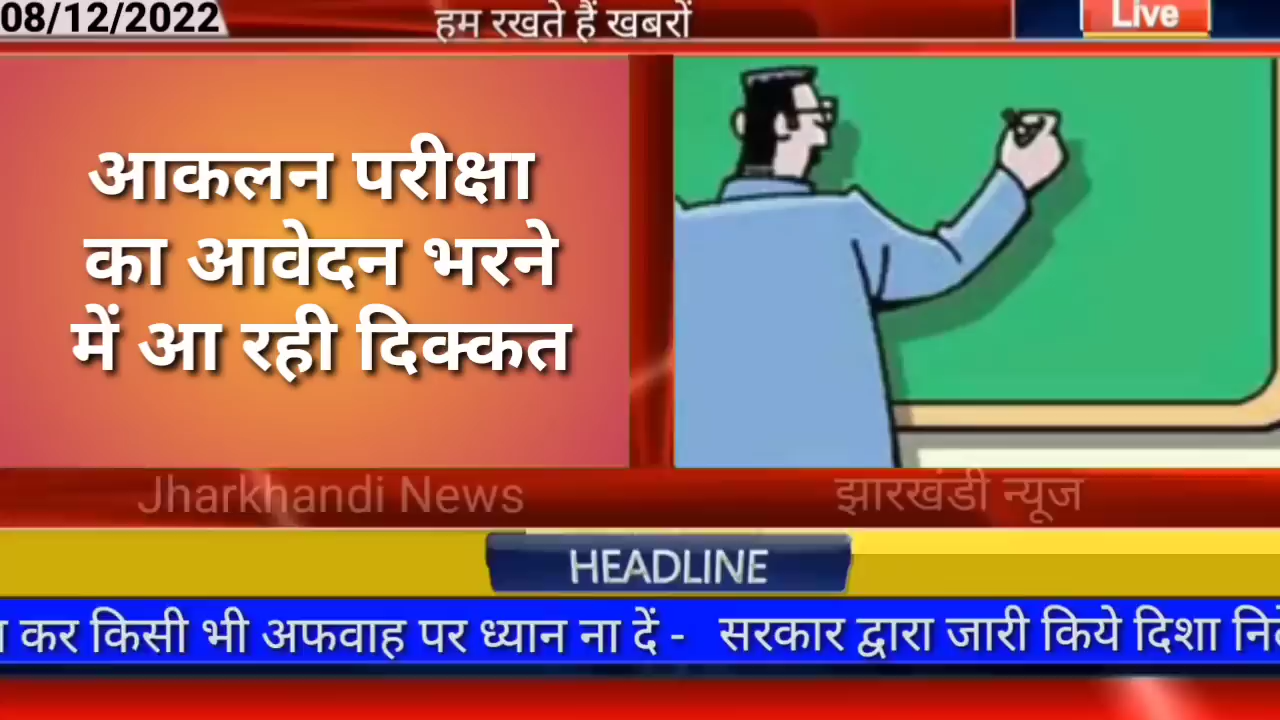 08/12/2022
हम रखते हैं खबरों
Live
आकलन परीक्षा
का आवेदन भरने
में आ रही दिक्कत
Jharkhandi News
झारखंडी न्यूज
HEADLINE
कर किसी भी अफवाह पर ध्यान ना दें - सरकार द्वारा जारी किये दिशा